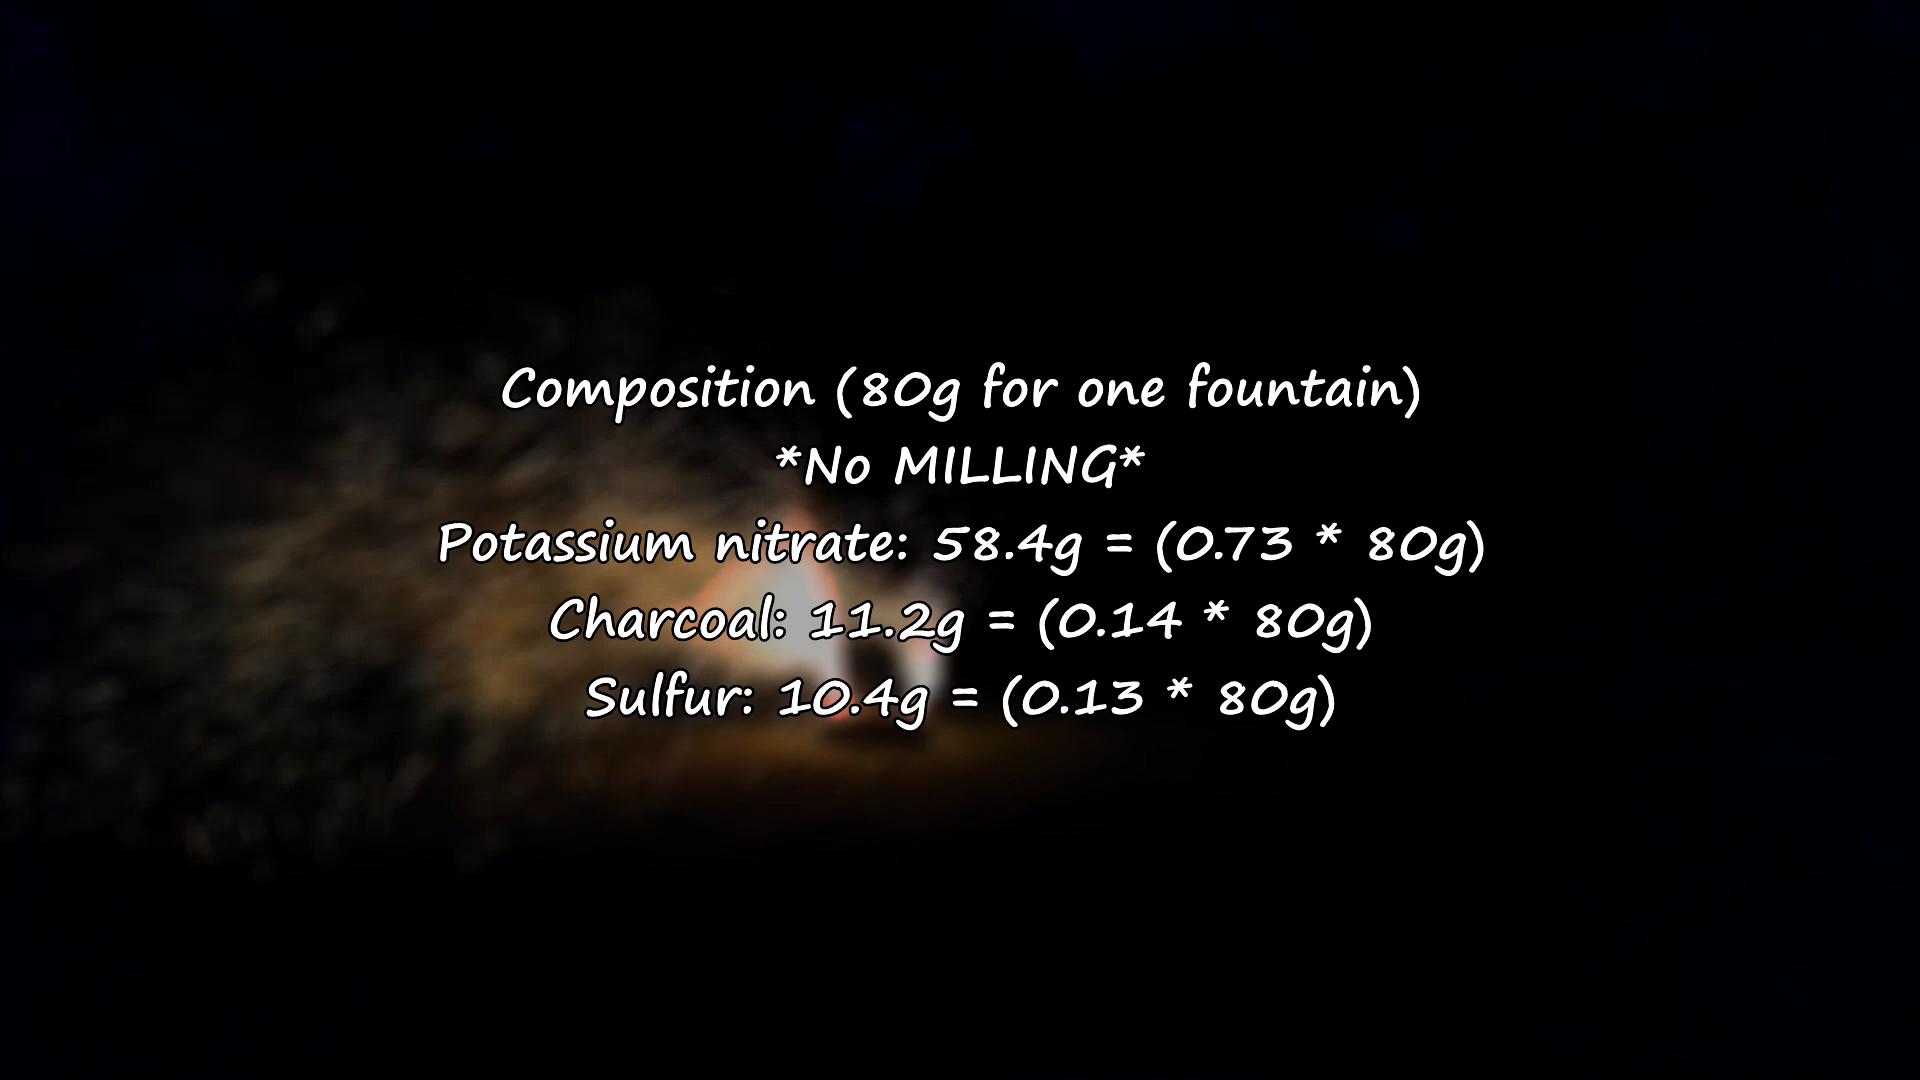 Composition (80g for one fountain)
*No MILLING*
Potassium nitrate: 58.4g = (0.73 * 80g)
Charcoal: 11.2g = (0.14 * 80g)
Sulfur: 10.4g = (0.13 * 80g)